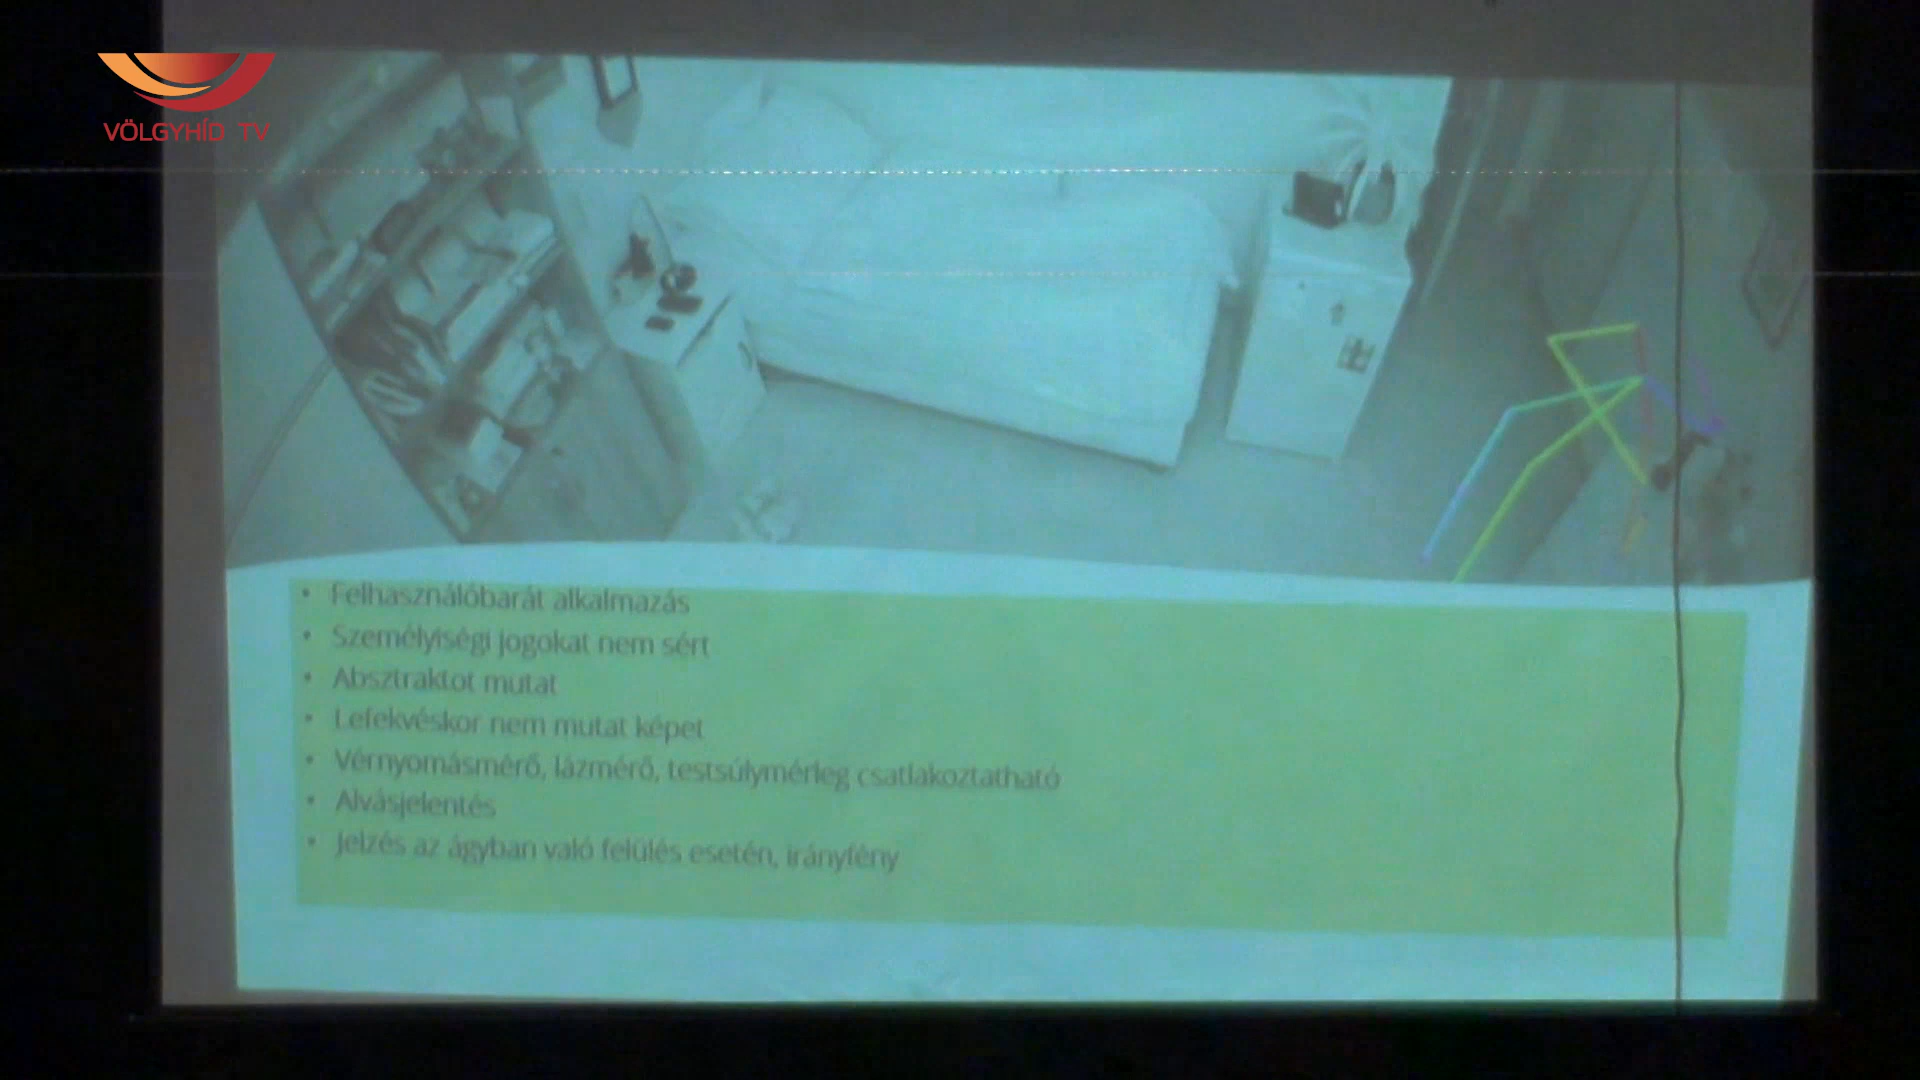 VÖLGYHÍD TV
• Felhasználóbarát alkalmazás
• Személyiségi jogokat nem sért
• Absztraktot mutat
• Lefekvéskor nem mutat képet
• Vérnyomásmérő, lázmérő, testsúlymérleg csatlakoztatható
• Alvásjelentés
• Jelzés az ágyban való felülés esetén, irányfény